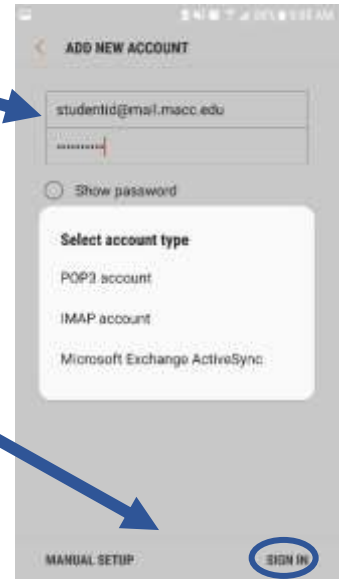 ADD NEW ACCOUNT
studentid@mail.macc.edu
Show password
Select account type
POP3 account
IMAP account
Microsoft Exchange ActiveSync
MANUAL SETUP
SIGN IN